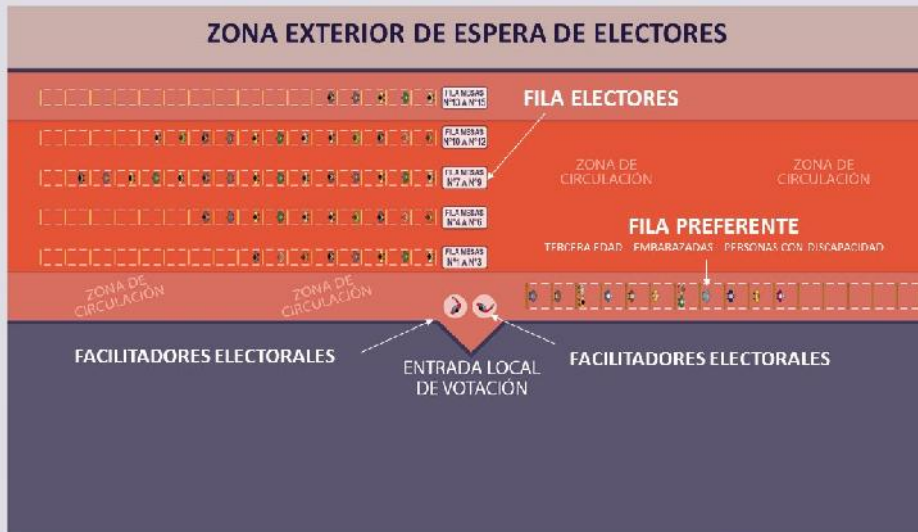 ZONA EXTERIOR DE ESPERA DE ELECTORES
FILA MESAS
N°13 A N°15
FILA ELECTORES
FILA MESAS
N°10 A N°12
FILA MESAS
N°7 A N°9
ZONA DE
CIRCULACIÓN
ZONA DE
CIRCULACIÓN
FILA MESAS
N°4 A N°6
FILA PREFERENTE
TERCERA EDAD EMBARAZADAS PERSONAS CON DISCAPACIDAD
FILA MESAS
N°1 A N°3
ZONA DE
CIRCULACIÓN
ZONA DE
CIRCULACIÓN
FACILITADORES ELECTORALES
FACILITADORES ELECTORALES
ENTRADA LOCAL
DE VOTACIÓN